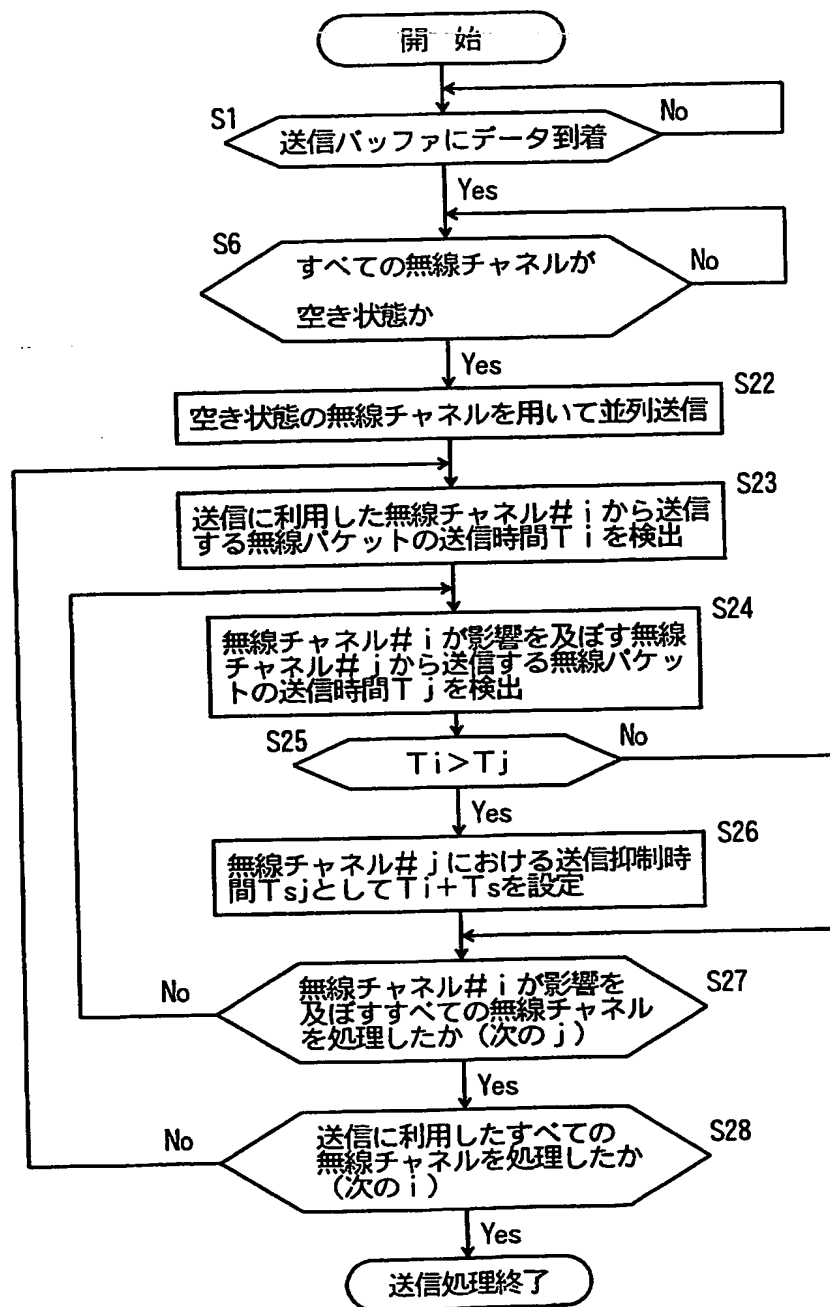 開 始
S1
送信バッファにデータ到着
No
Yes
S6
すべての無線チャネルが
空き状態か
No
Yes
S22
空き状態の無線チャネルを用いて並列送信
S23
送信に利用した無線チャネル#iから送信
する無線パケットの送信時間Tiを検出
S24
無線チャネル#iが影響を及ぼす無線
チャネル#jから送信する無線パケッ
トの送信時間Tjを検出
S25
Ti>Tj
No
Yes
S26
無線チャネル#jにおける送信抑制時
間TsjとしてTi+Tsを設定
S27
無線チャネル#iが影響を
及ぼすすべての無線チャネル
を処理したか(次のj)
No
Yes
S28
送信に利用したすべての
無線チャネルを処理したか
(次のi)
No
Yes
送信処理終了